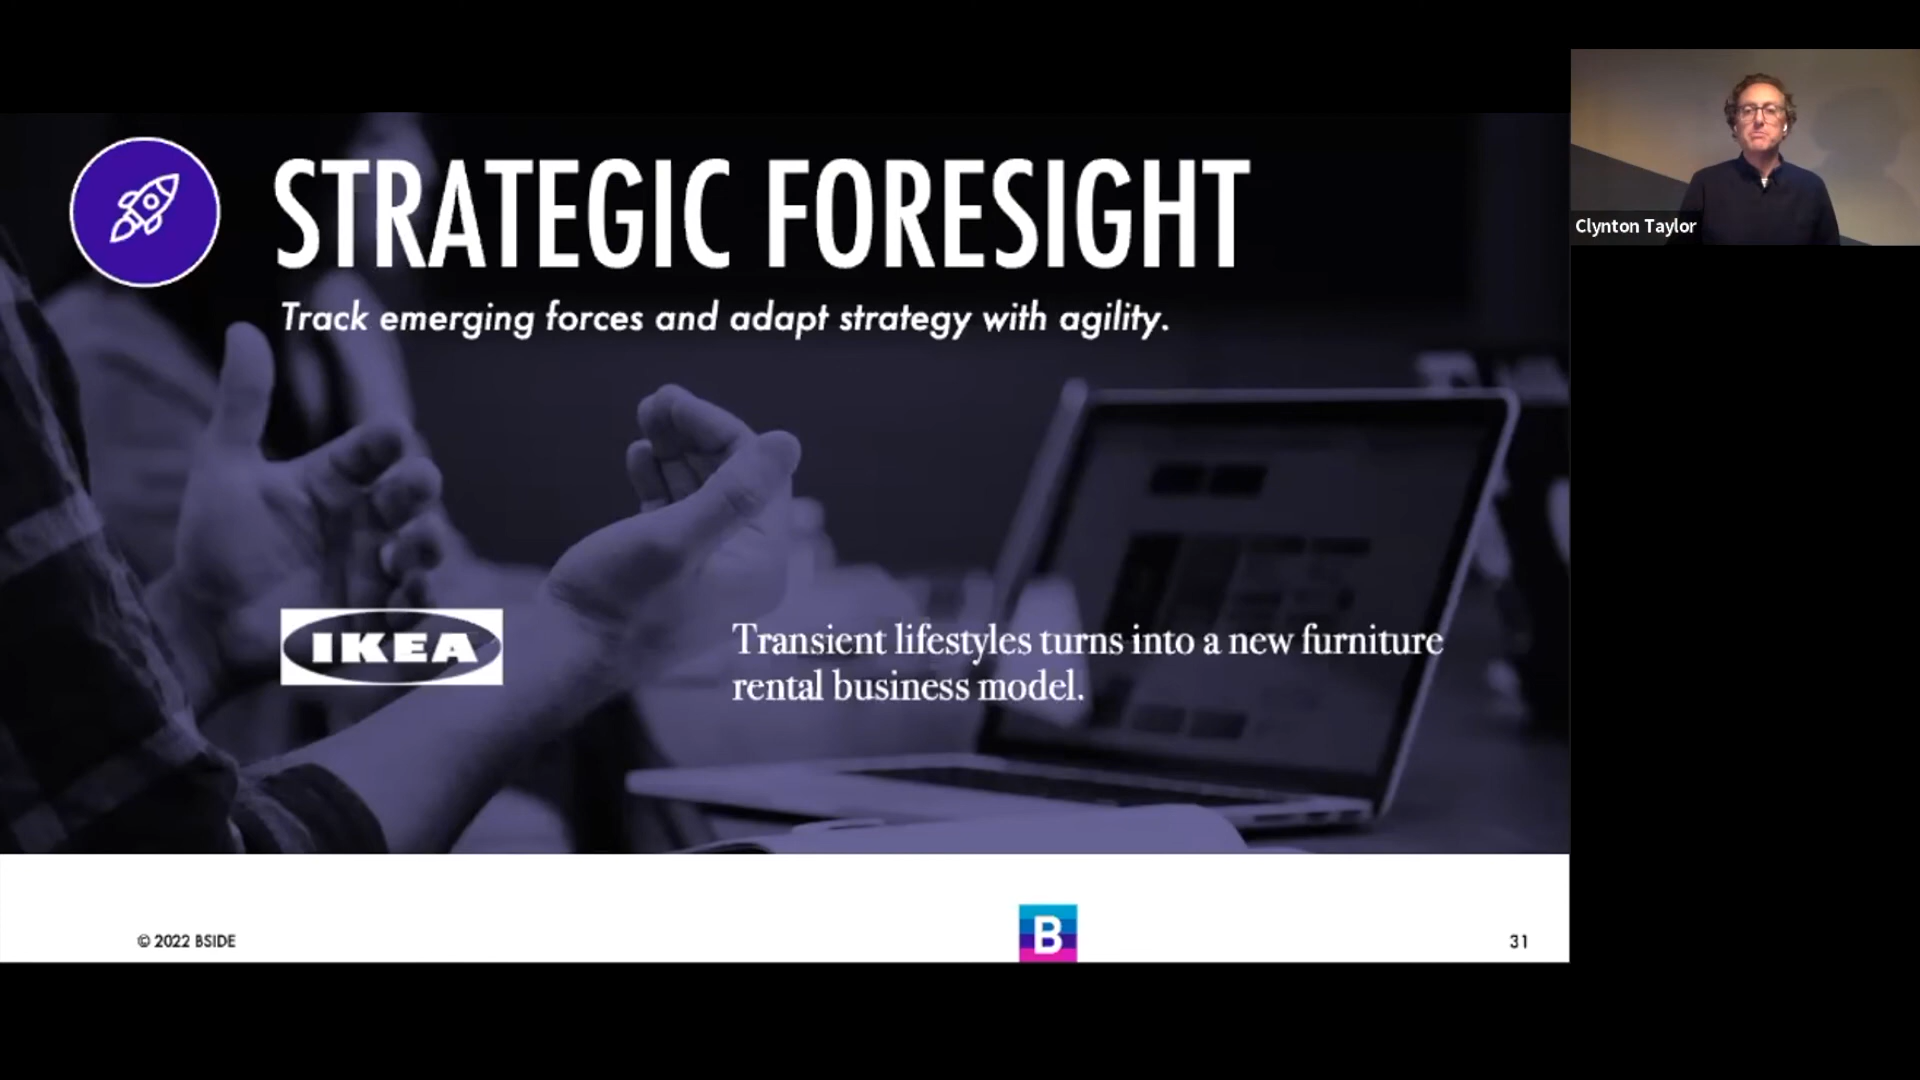 STRATEGIC FORESIGHT
Track emerging forces and adapt strategy with agility.
Clynton Taylor
IKEA
Transient lifestyles turns into a new furniture
rental business model.
© 2022 BSIDE
B
31